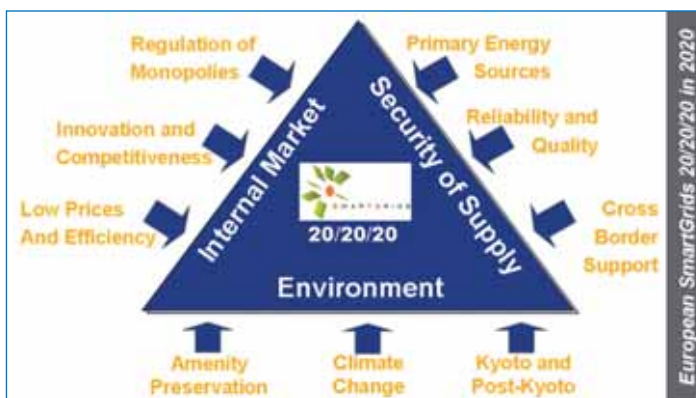 Regulation of
Monopolies
Innovation and
Competitiveness
Low Prices
And Efficiency
Internal Market
SMARTGRIDS
20/20/20
Environment
Security of Supply
Primary Energy
Sources
Reliability and
Quality
Cross
Border
Support
Amenity
Preservation
Climate
Change
Kyoto and
Post-Kyoto
European SmartGrids 20/20/20 in 2020